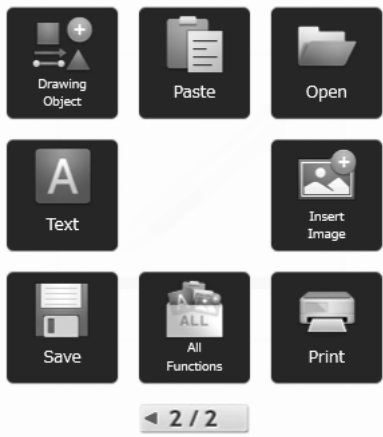 Drawing
Object
Paste
Open
A
Text
Insert
Image
Save
ALL
All
Functions
Print
2 / 2